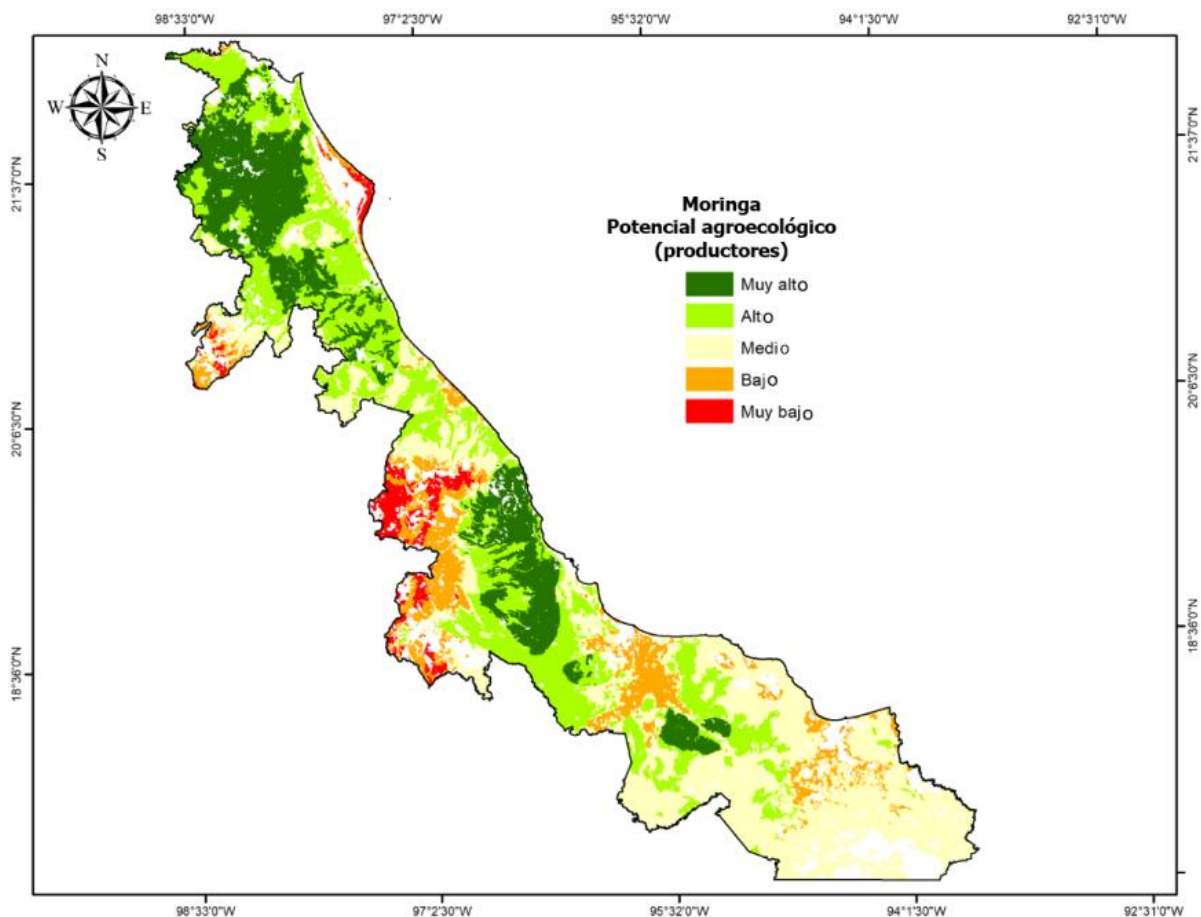 98°33'0"W 97°2'30"W 95°32'0"W 94°1'30"W 92°31'0"W
N
W E
S
21°37'0"N
21°37'0"N
Moringa
Potencial agroecológico
(productores)
Muy alto
Alto
Medio
Bajo
Muy bajo
20°6'30"N
20°6'30"N
18°36'0"N
18°36'0"N
98°33'0"W 97°2'30"W 95°32'0"W 94°1'30"W 92°31'0"W